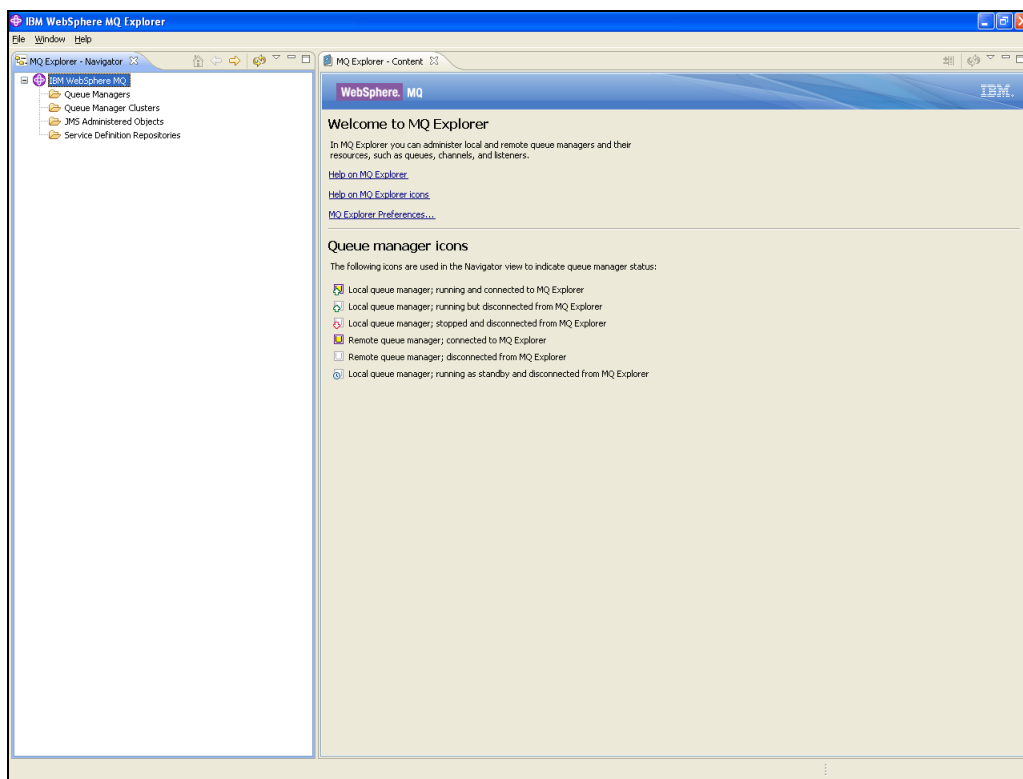 IBM WebSphere MQ Explorer
File Window Help
MQ Explorer - Navigator
MQ Explorer - Content
IBM WebSphere MQ
Queue Managers
Queue Manager Clusters
JMS Administered Objects
Service Definition Repositories
WebSphere. MQ
IBM.
Welcome to MQ Explorer
In MQ Explorer you can administer local and remote queue managers and their
resources, such as queues, channels, and listeners.
Help on MQ Explorer
Help on MQ Explorer icons
MQ Explorer Preferences...
Queue manager icons
The following icons are used in the Navigator view to indicate queue manager status:
Local queue manager; running and connected to MQ Explorer
Local queue manager; running but disconnected from MQ Explorer
Local queue manager; stopped and disconnected from MQ Explorer
Remote queue manager; connected to MQ Explorer
Remote queue manager; disconnected from MQ Explorer
Local queue manager; running as standby and disconnected from MQ Explorer